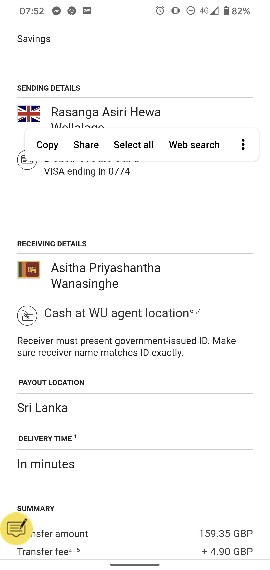 07:52
4G 82%
Savings
SENDING DETAILS
Rasanga Asiri Hewa
Wellalage
Copy Share Select all Web search
VISA ending in 0774
RECEIVING DETAILS
Asitha Priyashantha
Wanasinghe
Cash at WU agent location
Receiver must present government-issued ID. Make
sure receiver name matches ID exactly.
PAYOUT LOCATION
Sri Lanka
DELIVERY TIME 1
In minutes
SUMMARY
nsfer amount 159.35 GBP
Transfer fee + 4.90 GBP